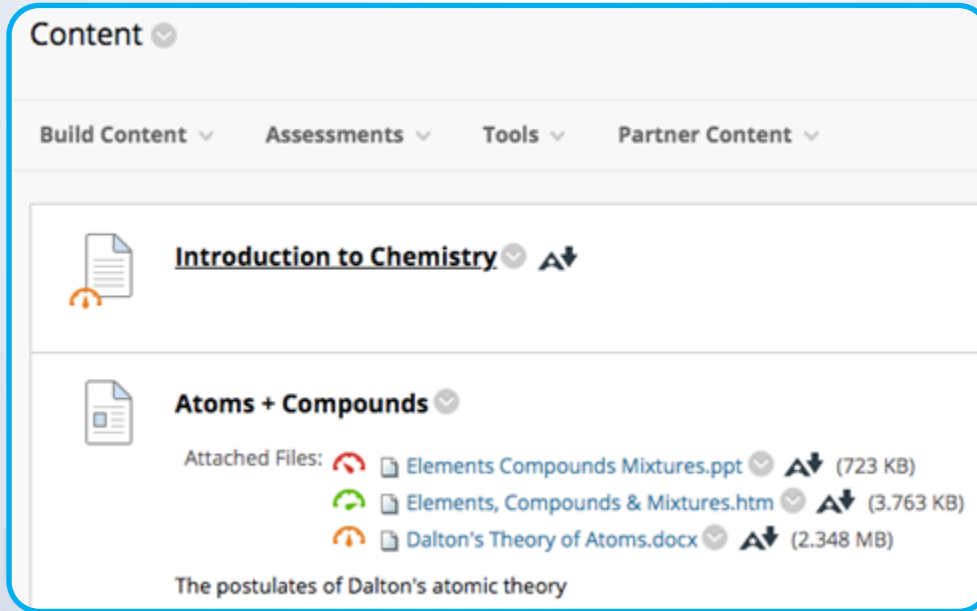 Content
Build Content Assessments Tools Partner Content
Introduction to Chemistry
Atoms + Compounds
Attached Files: Elements Compounds Mixtures.ppt (723 KB)
Elements, Compounds & Mixtures.htm (3.763 KB)
Dalton's Theory of Atoms.docx (2.348 MB)
The postulates of Dalton's atomic theory